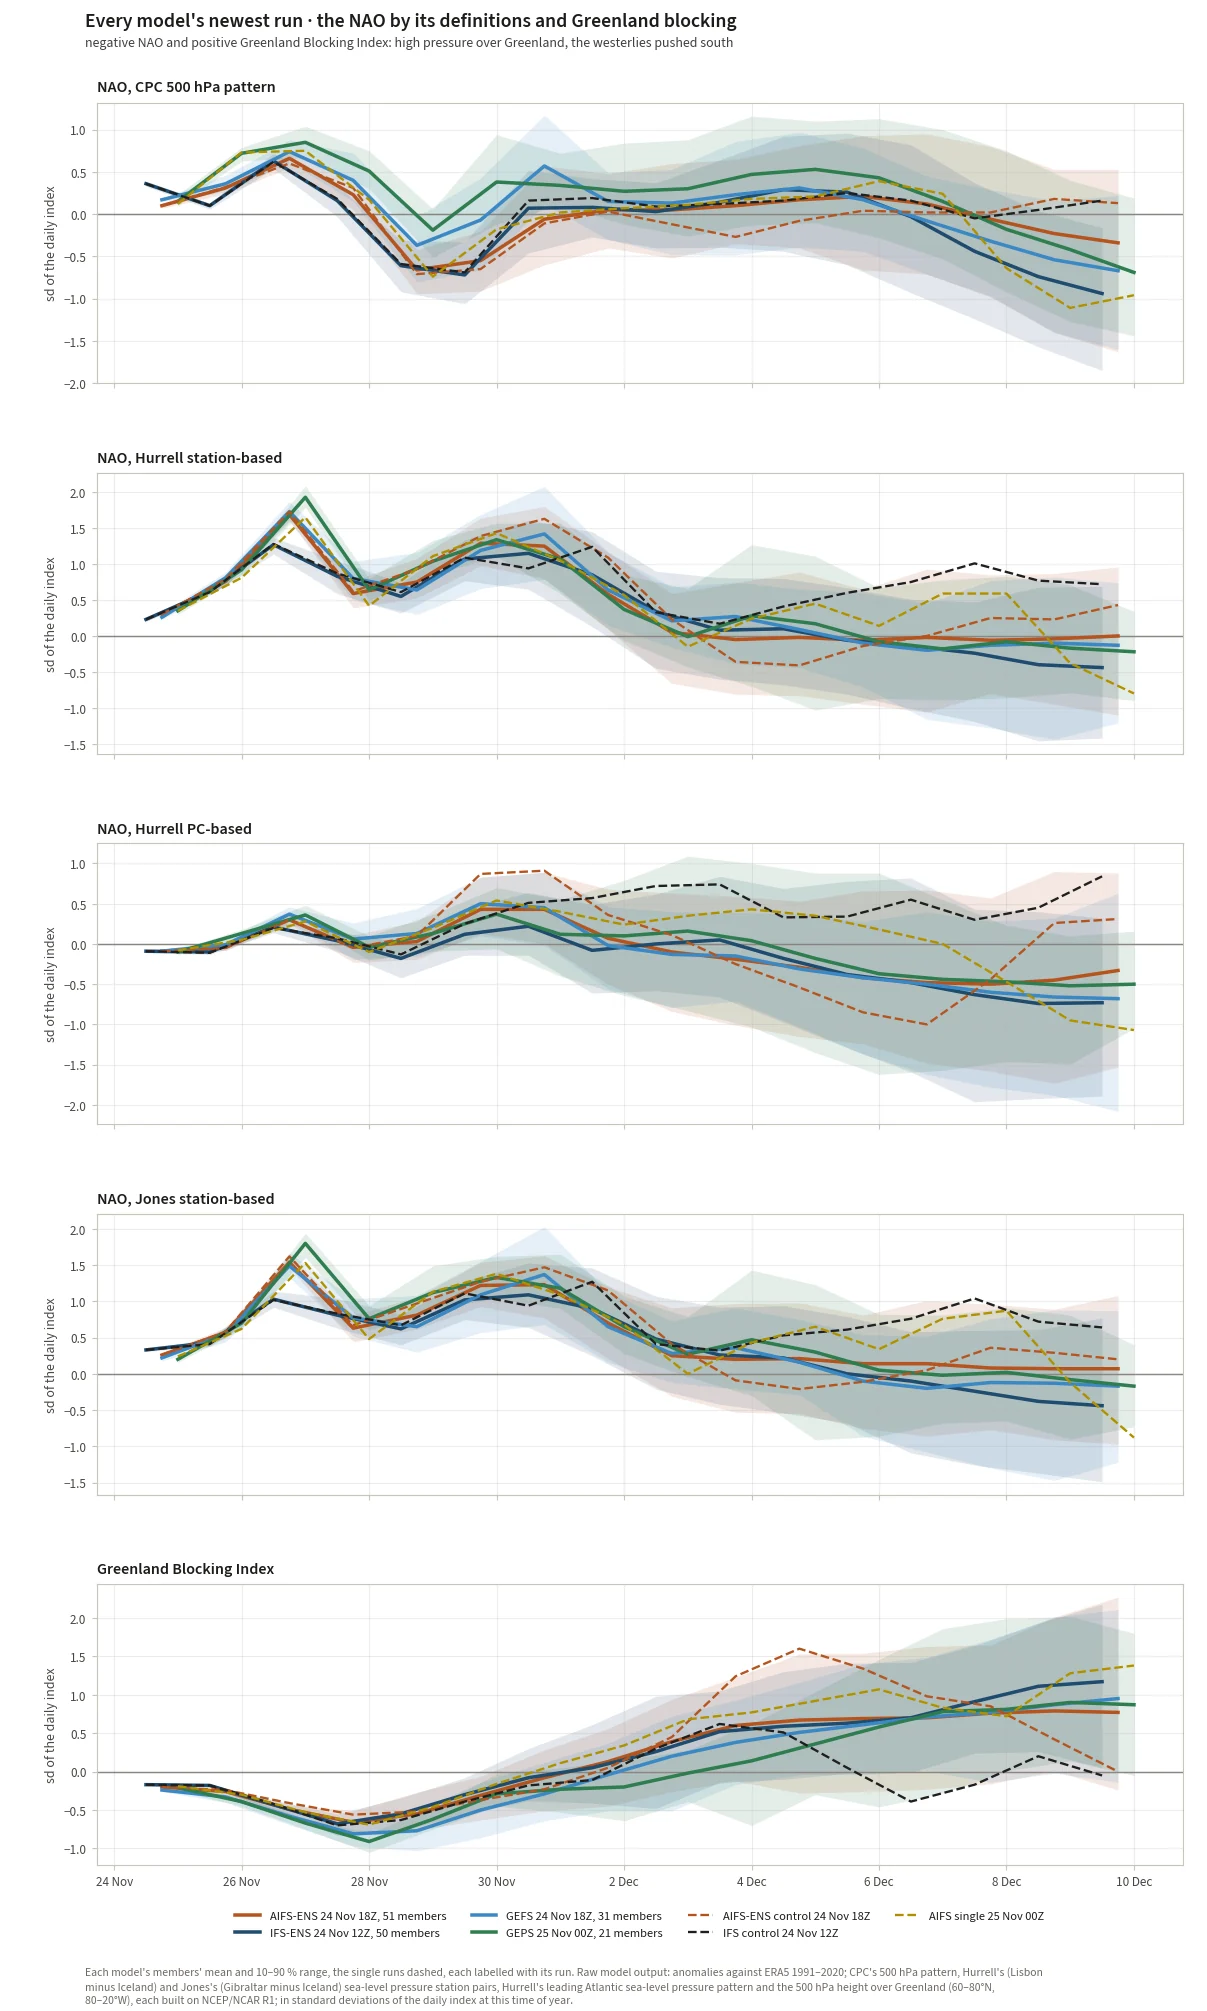 Every model's newest run · the NAO by its definitions and Greenland blocking
negative NAO and positive Greenland Blocking Index: high pressure over Greenland, the westerlies pushed south
NAO, CPC 500 hPa pattern
sd of the daily index
1.0
0.5
0.0
−0.5
−1.0
−1.5
−2.0
NAO, Hurrell station-based
sd of the daily index
2.0
1.5
1.0
0.5
0.0
−0.5
−1.0
−1.5
NAO, Hurrell PC-based
sd of the daily index
1.0
0.5
0.0
−0.5
−1.0
−1.5
−2.0
NAO, Jones station-based
sd of the daily index
2.0
1.5
1.0
0.5
0.0
−0.5
−1.0
−1.5
Greenland Blocking Index
sd of the daily index
2.0
1.5
1.0
0.5
0.0
−0.5
−1.0
24 Nov 26 Nov 28 Nov 30 Nov 2 Dec 4 Dec 6 Dec 8 Dec 10 Dec
AIFS-ENS 24 Nov 18Z, 51 members GEFS 24 Nov 18Z, 31 members AIFS-ENS control 24 Nov 18Z AIFS single 25 Nov 00Z
IFS-ENS 24 Nov 12Z, 50 members GEPS 25 Nov 00Z, 21 members IFS control 24 Nov 12Z
Each model's members' mean and 10–90 % range, the single runs dashed, each labelled with its run. Raw model output: anomalies against ERA5 1991–2020; CPC's 500 hPa pattern, Hurrell's (Lisbon
minus Iceland) and Jones's (Gibraltar minus Iceland) sea-level pressure station pairs, Hurrell's leading Atlantic sea-level pressure pattern and the 500 hPa height over Greenland (60–80°N,
80–20°W), each built on NCEP/NCAR R1; in standard deviations of the daily index at this time of year.